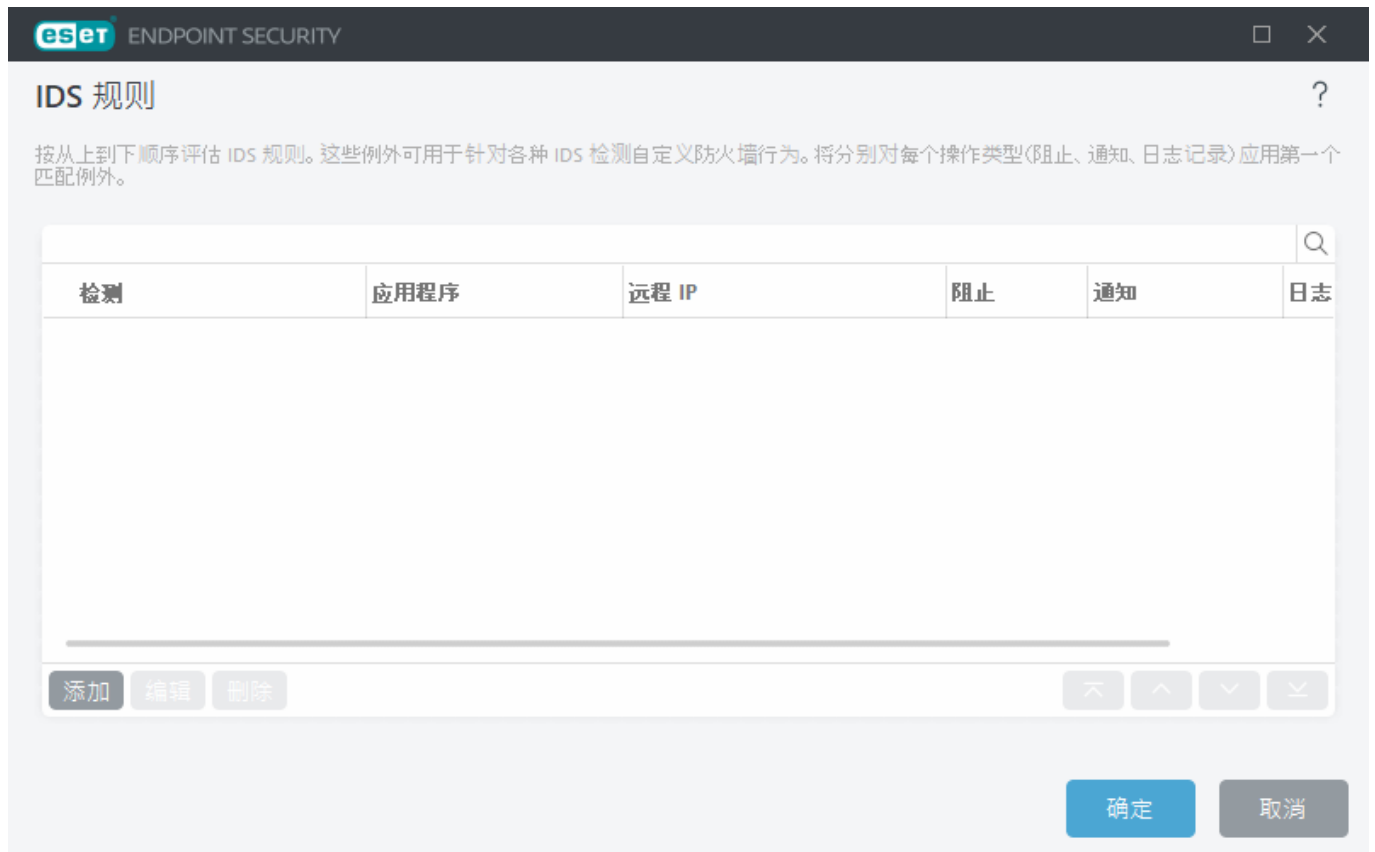 eset ENDPOINT SECURITY
IDS 规则
?
按从上到下顺序评估 IDS 规则。这些例外可用于针对各种 IDS 检测自定义防火墙行为。将分别对每个操作类型(阻止、通知、日志记录)应用第一个
匹配例外。
检测 应用程序 远程 IP 阻止 通知 日志
添加 编辑 删除
确定 取消